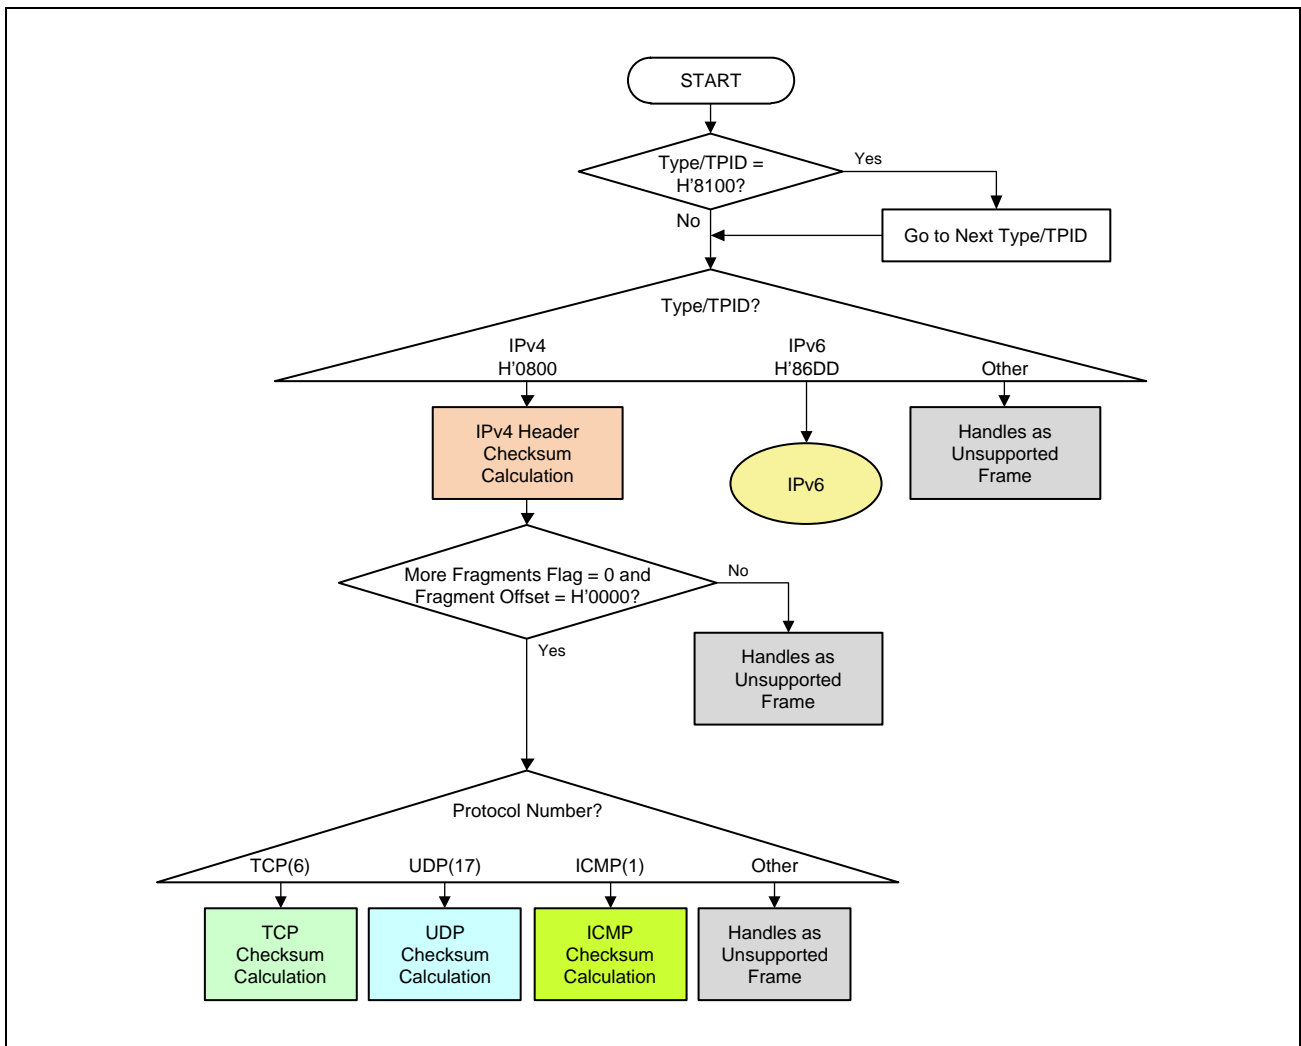 START
Type/TPID =
H'8100?
Yes
No
Go to Next Type/TPID
Type/TPID?
IPv4
H'0800
IPv6
H'86DD
Other
IPv4 Header
Checksum
Calculation
IPv6
Handles as
Unsupported
Frame
More Fragments Flag = 0 and
Fragment Offset = H'0000?
No
Yes
Handles as
Unsupported
Frame
Protocol Number?
TCP(6)
UDP(17)
ICMP(1)
Other
TCP
Checksum
Calculation
UDP
Checksum
Calculation
ICMP
Checksum
Calculation
Handles as
Unsupported
Frame